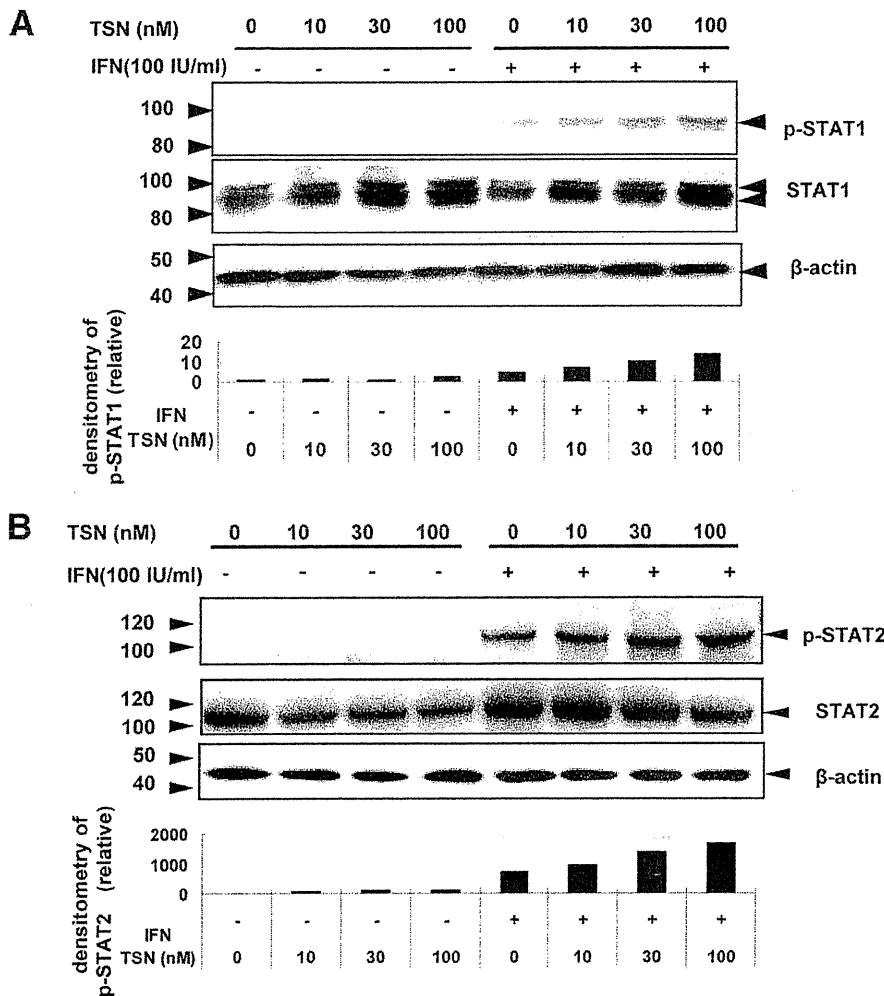 A
TSN (nM) 0 10 30 100 0 10 30 100
IFN(100 IU/ml) - - - - + + + +
100
80
p-STAT1
100
80
STAT1
50
40
β-actin
densitometry of p-STAT1 (relative)
20
10
0
IFN - - - - + + + +
TSN (nM) 0 10 30 100 0 10 30 100
B
TSN (nM) 0 10 30 100 0 10 30 100
IFN(100 IU/ml) - - - - + + + +
120
100
p-STAT2
120
100
STAT2
50
40
β-actin
densitometry of p-STAT2 (relative)
2000
1000
0
IFN - - - - + + + +
TSN (nM) 0 10 30 100 0 10 30 100